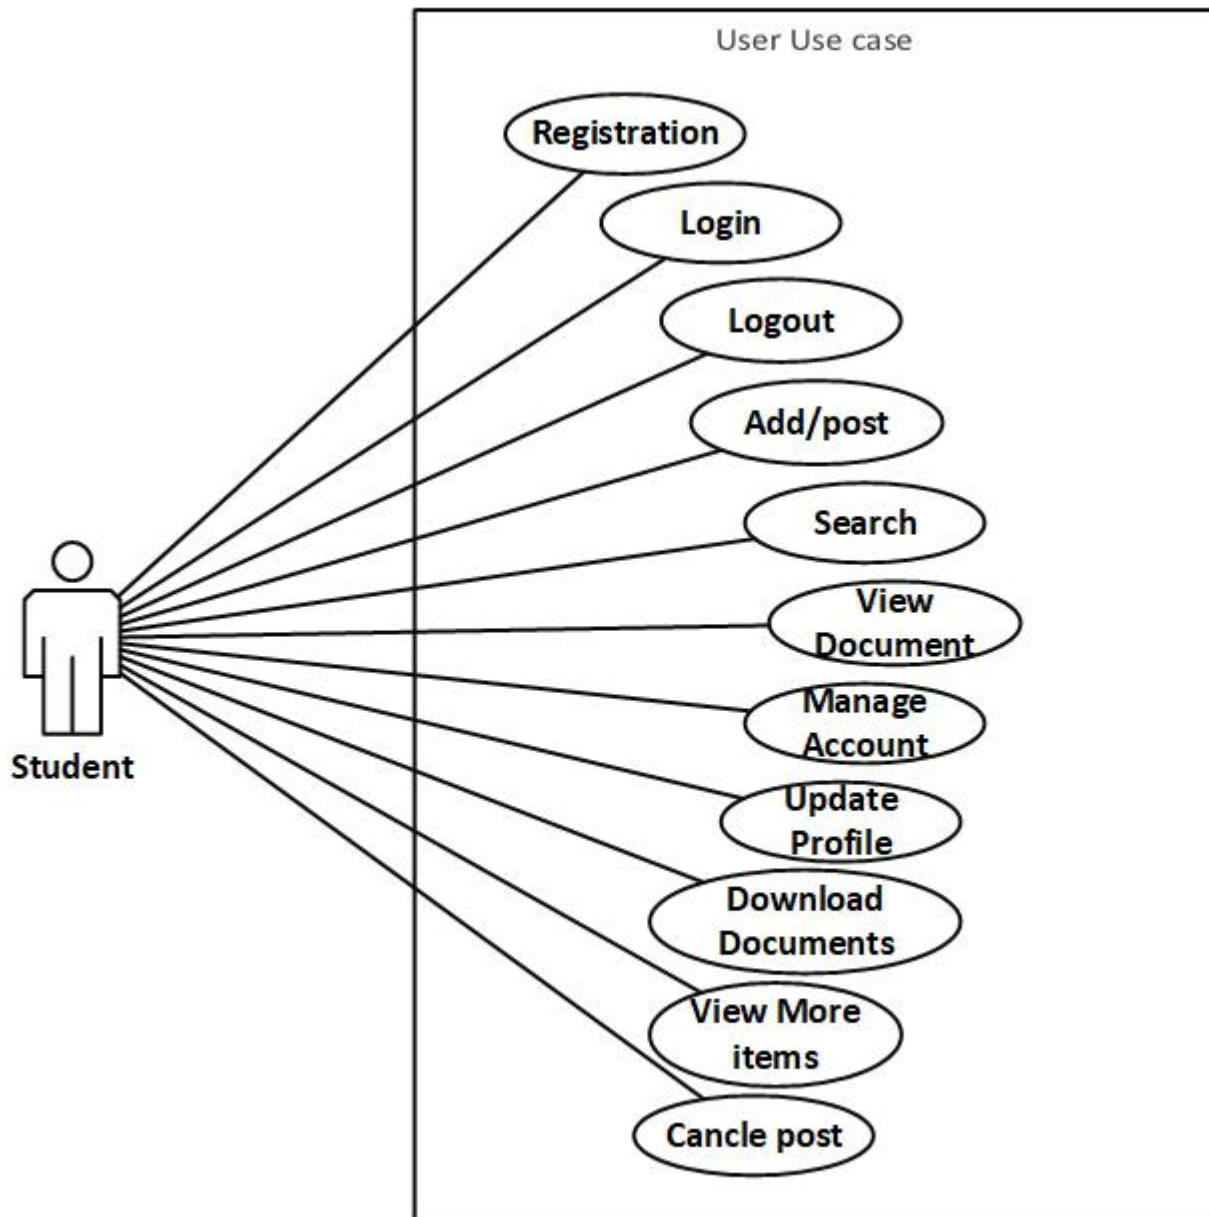 User Use case
Registration
Login
Logout
Add/post
Search
View
Document
Manage
Account
Update
Profile
Download
Documents
View More
items
Cancle post
Student